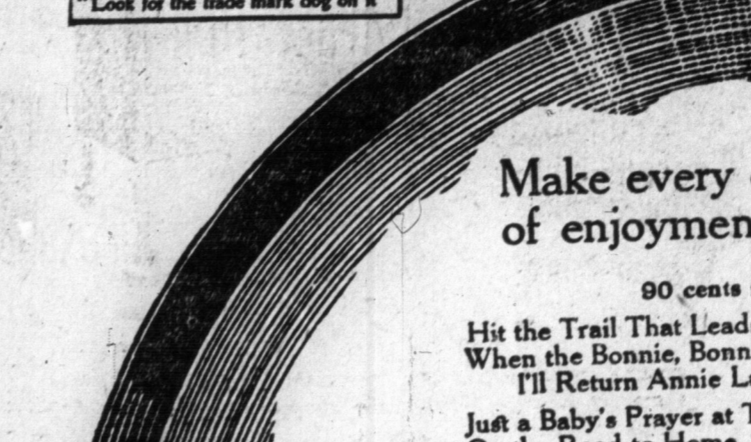 "Look for the trade mark dog on it"
Make every
of enjoymen
90 cents
Hit the Trail That Lead
When the Bonnie, Bonn
I'll Return Annie La
Just a Baby's Prayer at T